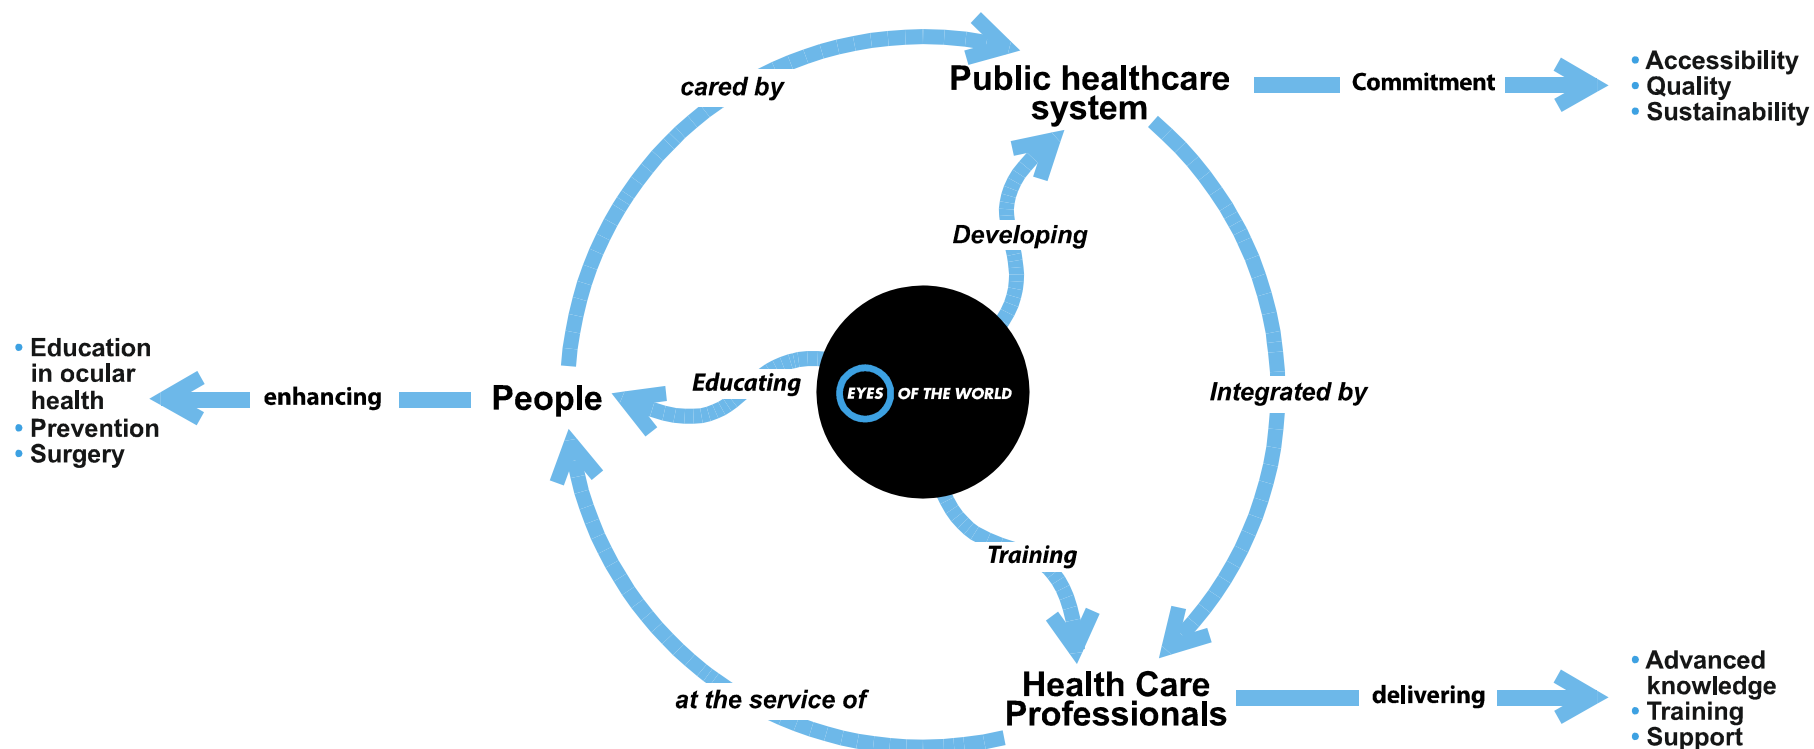 cared by
Public healthcare
system
Commitment
• Accessibility
• Quality
• Sustainability
Developing
• Education
in ocular
health
• Prevention
• Surgery
enhancing
People
Educating
EYES OF THE WORLD
Integrated by
Training
at the service of
Health Care
Professionals
delivering
• Advanced
knowledge
• Training
• Support